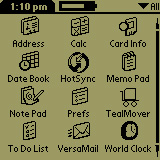 1:10 pm All
Address Calc Card Info
Date Book HotSync Memo Pad
Note Pad Prefs TealMover
To Do List VersaMail World Clock